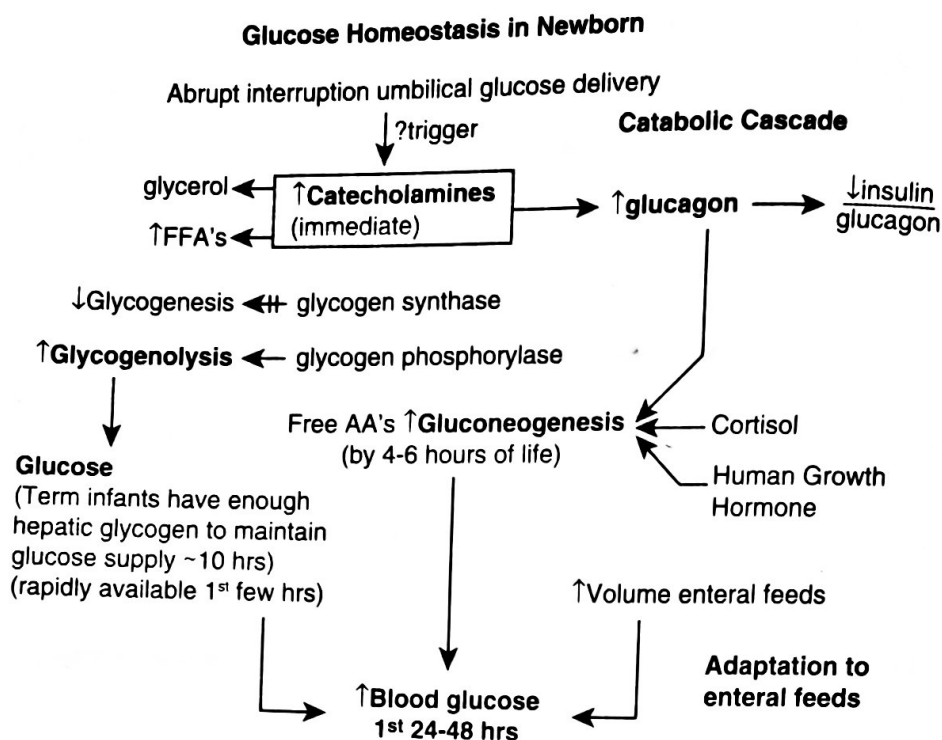 Glucose Homeostasis in Newborn
Abrupt interruption umbilical glucose delivery
?trigger
Catabolic Cascade
glycerol
↑Catecholamines
(immediate)
↑FFA's
↑glucagon
↓insulin
glucagon
↓Glycogenesis
glycogen synthase
↑Glycogenolysis
glycogen phosphorylase
Free AA's ↑Gluconeogenesis
(by 4-6 hours of life)
Cortisol
Human Growth
Hormone
Glucose
(Term infants have enough
hepatic glycogen to maintain
glucose supply ~10 hrs)
(rapidly available 1st few hrs)
↑Volume enteral feeds
Adaptation to
enteral feeds
↑Blood glucose
1st 24-48 hrs